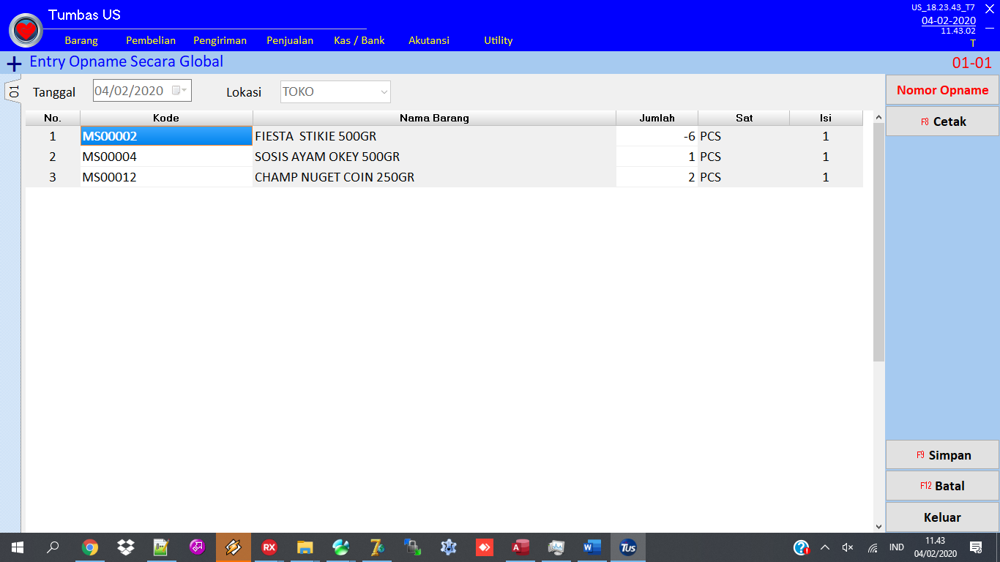 Tumbas US
US_18.23.43_T7
04-02-2020
11.43.02
T
Barang Pembelian Pengiriman Penjualan Kas / Bank Akutansi Utility
Entry Opname Secara Global
01-01
01
Tanggal 04/02/2020 Lokasi TOKO
Nomor Opname
F8 Cetak
No. Kode Nama Barang Jumlah Sat Isi
1 MS00002 FIESTA  STIKIE 500GR -6 PCS 1
2 MS00004 SOSIS AYAM OKEY 500GR 1 PCS 1
3 MS00012 CHAMP NUGET COIN 250GR 2 PCS 1
F9 Simpan
F12 Batal
Keluar
RX
TUS
IND
11.43
04/02/2020